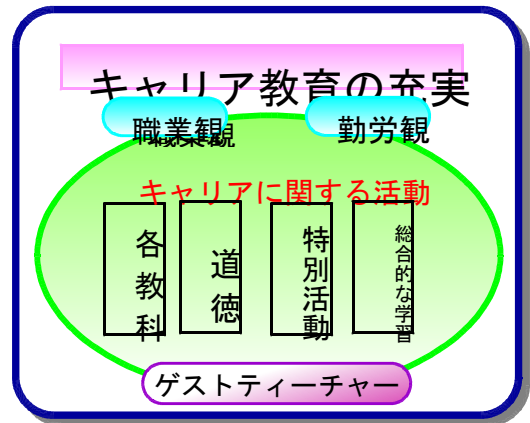 キャリア教育の充実
職業観
勤労観
キャリアに関する活動
各教科
道徳
特別活動
総合的な学習
ゲストティーチャー